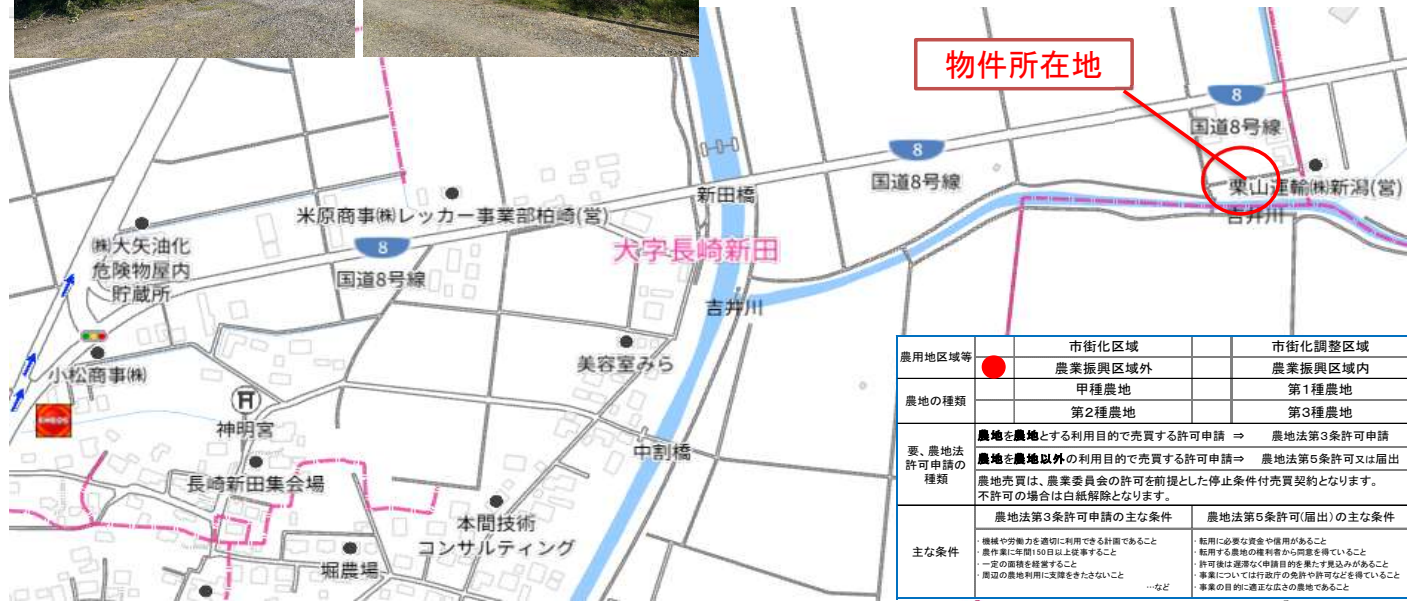 物件所在地
8
国道8号線
8
国道8号線
栗山運輸㈱新潟(営)
吉井川
新田橋
米原商事㈱レッカー事業部柏崎(営)
㈱大矢油化
危険物屋内
貯蔵所
8
国道8号線
大字長崎新田
吉井川
美容室みら
小松商事㈱
ENEOS
神明宮
中割橋
長崎新田集会場
本間技術
コンサルティング
堀農場
農用地区域等
市街化区域
市街化調整区域
農業振興区域外
農業振興区域内
農地の種類
甲種農地
第1種農地
第2種農地
第3種農地
要、農地法
許可申請の
種類
農地を農地とする利用目的で売買する許可申請 ⇒ 農地法第3条許可申請
農地を農地以外の利用目的で売買する許可申請⇒ 農地法第5条許可又は届出
農地売買は、農業委員会の許可を前提とした停止条件付売買契約となります。
不許可の場合は白紙解除となります。
主な条件
農地法第3条許可申請の主な条件
農地法第5条許可(届出)の主な条件
・機械や労働力を適切に利用できる計画であること
・農作業に年間150日以上従事すること
・一定の面積を経営すること
・周辺の農地利用に支障をきたさないこと
…など
・転用に必要な資金や信用があること
・転用する農地の権利者から同意を得ていること
・許可後は遅滞なく申請目的を果たす見込みがあること
・事業については行政庁の免許や許可などを得ていること
・事業の目的に適正な広さの農地であること